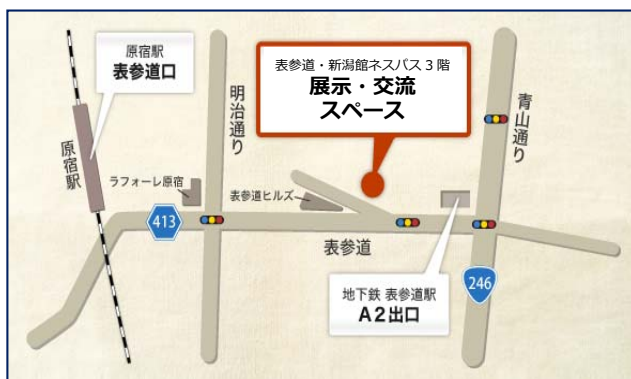 原宿駅
表参道口
原宿駅
明治通り
表参道・新潟館ネスパス３階
展示・交流
スペース
青山通り
ラフォーレ原宿
表参道ヒルズ
413
表参道
地下鉄 表参道駅
A2出口
246